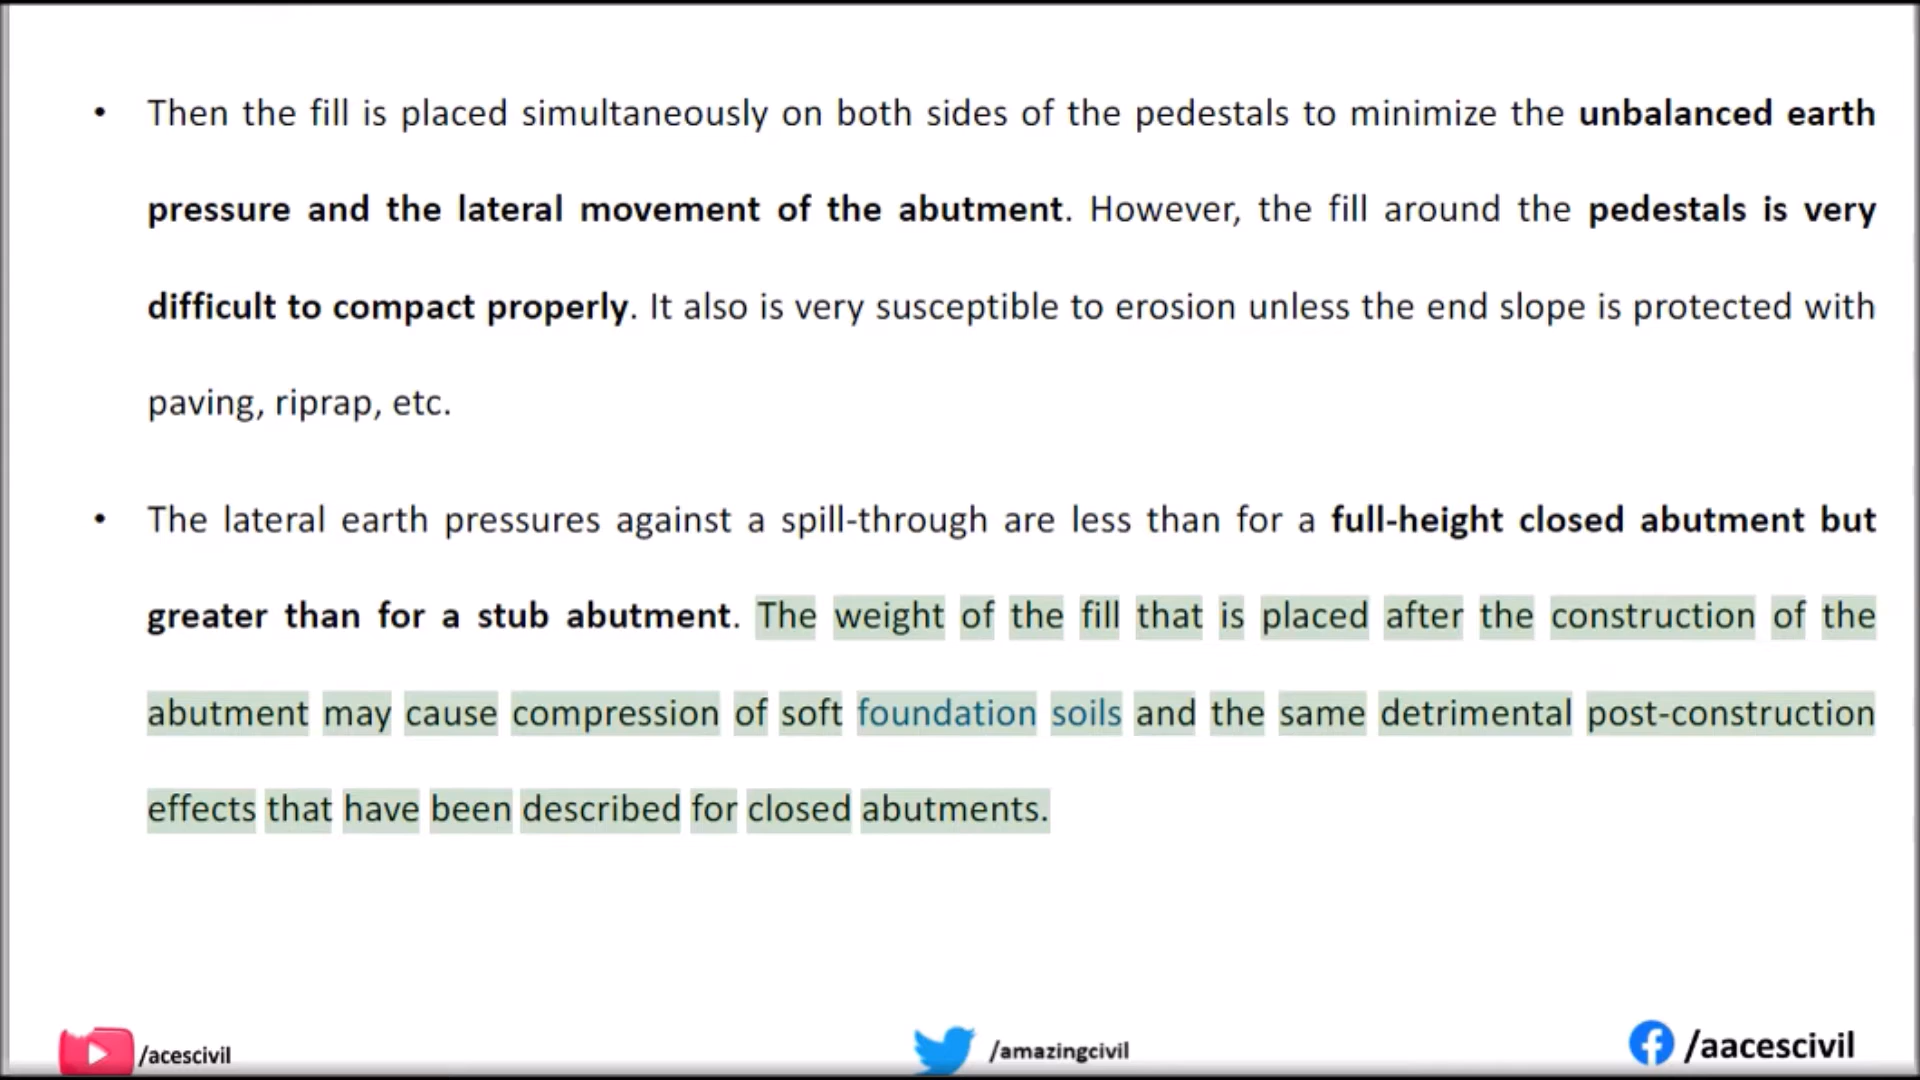 • Then the fill is placed simultaneously on both sides of the pedestals to minimize the unbalanced earth
pressure and the lateral movement of the abutment. However, the fill around the pedestals is very
difficult to compact properly. It also is very susceptible to erosion unless the end slope is protected with
paving, riprap, etc.
• The lateral earth pressures against a spill-through are less than for a full-height closed abutment but
greater than for a stub abutment. The weight of the fill that is placed after the construction of the
abutment may cause compression of soft foundation soils and the same detrimental post-construction
effects that have been described for closed abutments.
/acescivil
/amazingcivil
/aacescivil